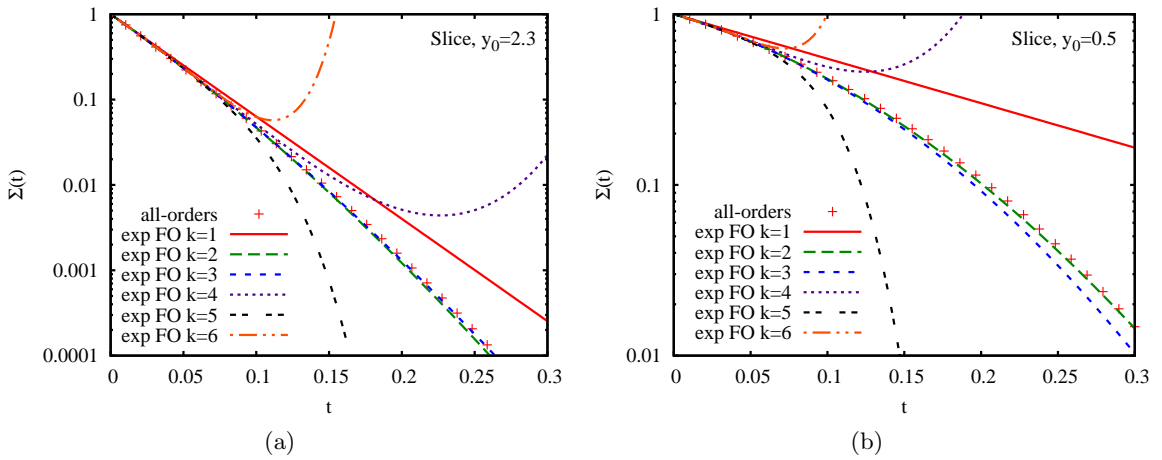 Slice, y0=2.3
Σ(t)
1
0.1
0.01
0.001
0.0001
all-orders
exp FO k=1
exp FO k=2
exp FO k=3
exp FO k=4
exp FO k=5
exp FO k=6
0 0.05 0.1 0.15 0.2 0.25 0.3
t
(a)
Slice, y0=0.5
Σ(t)
1
0.1
0.01
all-orders
exp FO k=1
exp FO k=2
exp FO k=3
exp FO k=4
exp FO k=5
exp FO k=6
0 0.05 0.1 0.15 0.2 0.25 0.3
t
(b)